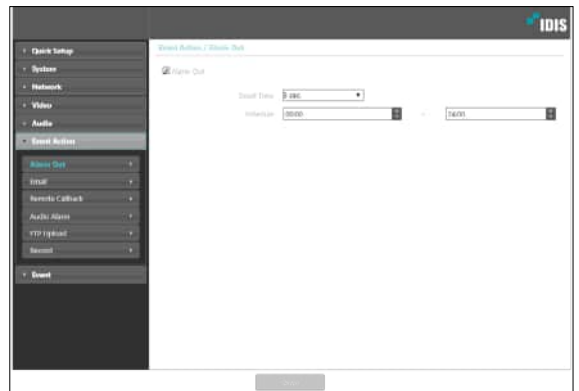 IDIS
Quick Setup
System
Network
Video
Audio
Event Action
Alarm Out
Email
Remote Callback
Audio Alarm
FTP Upload
Record
Event
Event Action / Alarm Out
Alarm Out
Dwell Time 5 sec.
Schedule 00:00 ~ 24:00